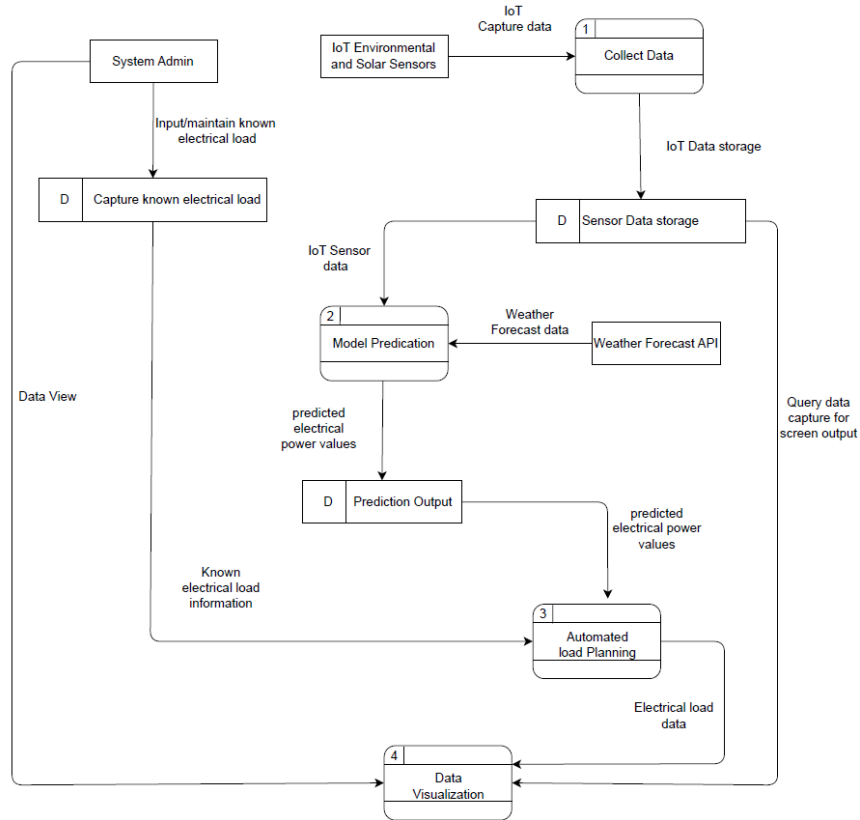 IoT
Capture data
1
Collect Data
IoT Environmental
and Solar Sensors
System Admin
Input/maintain known
electrical load
IoT Data storage
D
Capture known electrical load
D
Sensor Data storage
IoT Sensor
data
2
Model Predication
Weather
Forecast data
Weather Forecast API
Data View
Query data
capture for
screen output
predicted
electrical
power values
D
Prediction Output
predicted
electrical power
values
Known
electrical load
information
3
Automated
load Planning
Electrical load
data
4
Data
Visualization